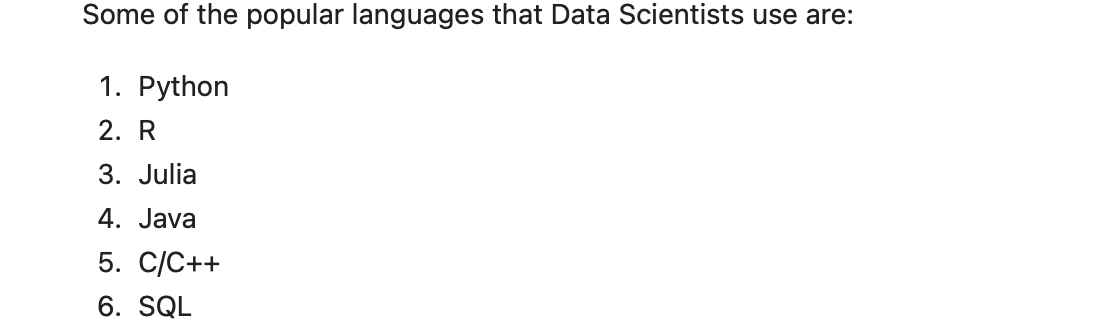 Some of the popular languages that Data Scientists use are:
1. Python
2. R
3. Julia
4. Java
5. C/C++
6. SQL